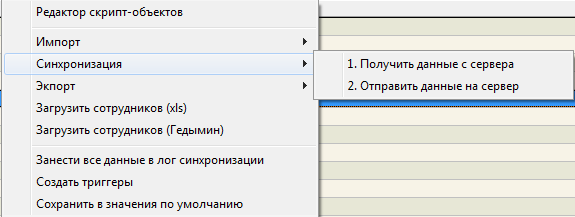 Редактор скрипт-объектов
Импорт
Синхронизация
1. Получить данные с сервера
2. Отправить данные на сервер
Экпорт
Загрузить сотрудников (xls)
Загрузить сотрудников (Гедымин)
Занести все данные в лог синхронизации
Создать триггеры
Сохранить в значения по умолчанию